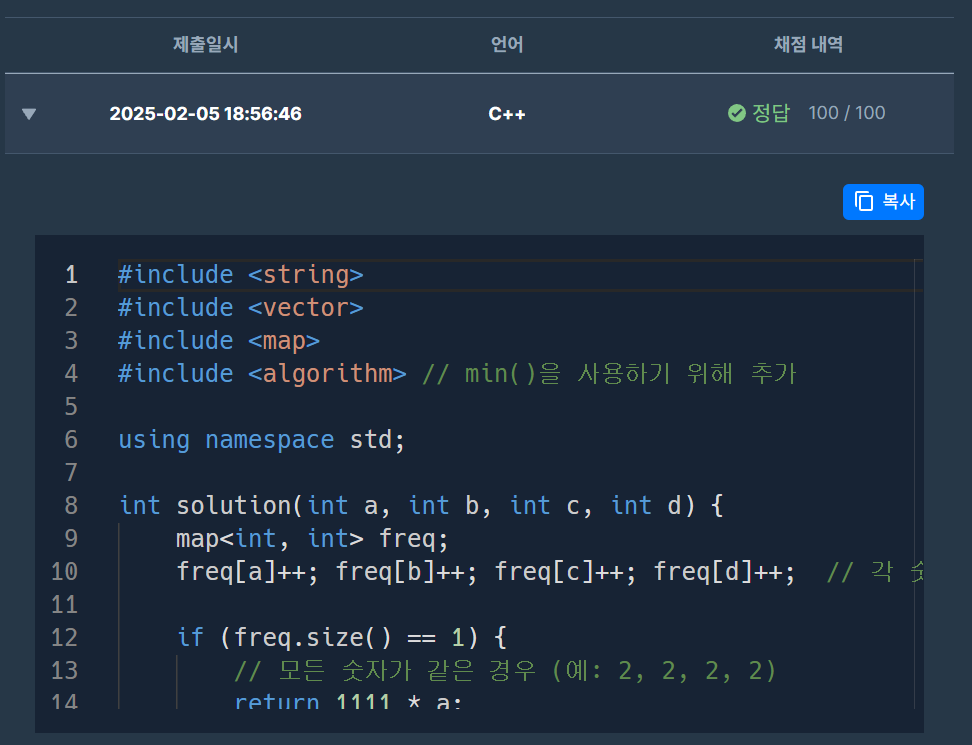 제출일시 언어 채점 내역
2025-02-05 18:56:46 C++ 정답 100 / 100
복사
1 #include <string>
2 #include <vector>
3 #include <map>
4 #include <algorithm> // min()을 사용하기 위해 추가
5
6 using namespace std;
7
8 int solution(int a, int b, int c, int d) {
9 map<int, int> freq;
10 freq[a]++; freq[b]++; freq[c]++; freq[d]++; // 각
11
12 if (freq.size() == 1) {
13 // 모든 숫자가 같은 경우 (예: 2, 2, 2, 2)
14 return 1111 * a;